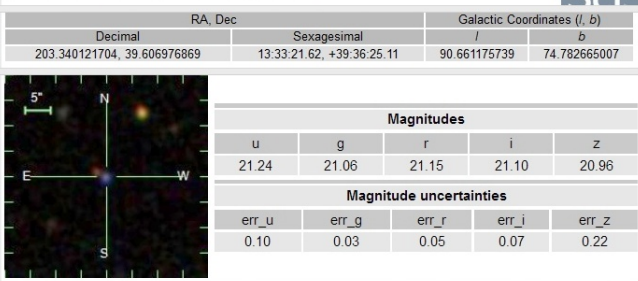 RA, Dec Galactic Coordinates (l, b)
Decimal Sexagesimal l b
203.340121704, 39.606976869 13:33:21.62, +39:36:25.11 90.661175739 74.782665007
5"
N
E
W
S
Magnitudes
u g r i z
21.24 21.06 21.15 21.10 20.96
Magnitude uncertainties
err_u err_g err_r err_i err_z
0.10 0.03 0.05 0.07 0.22